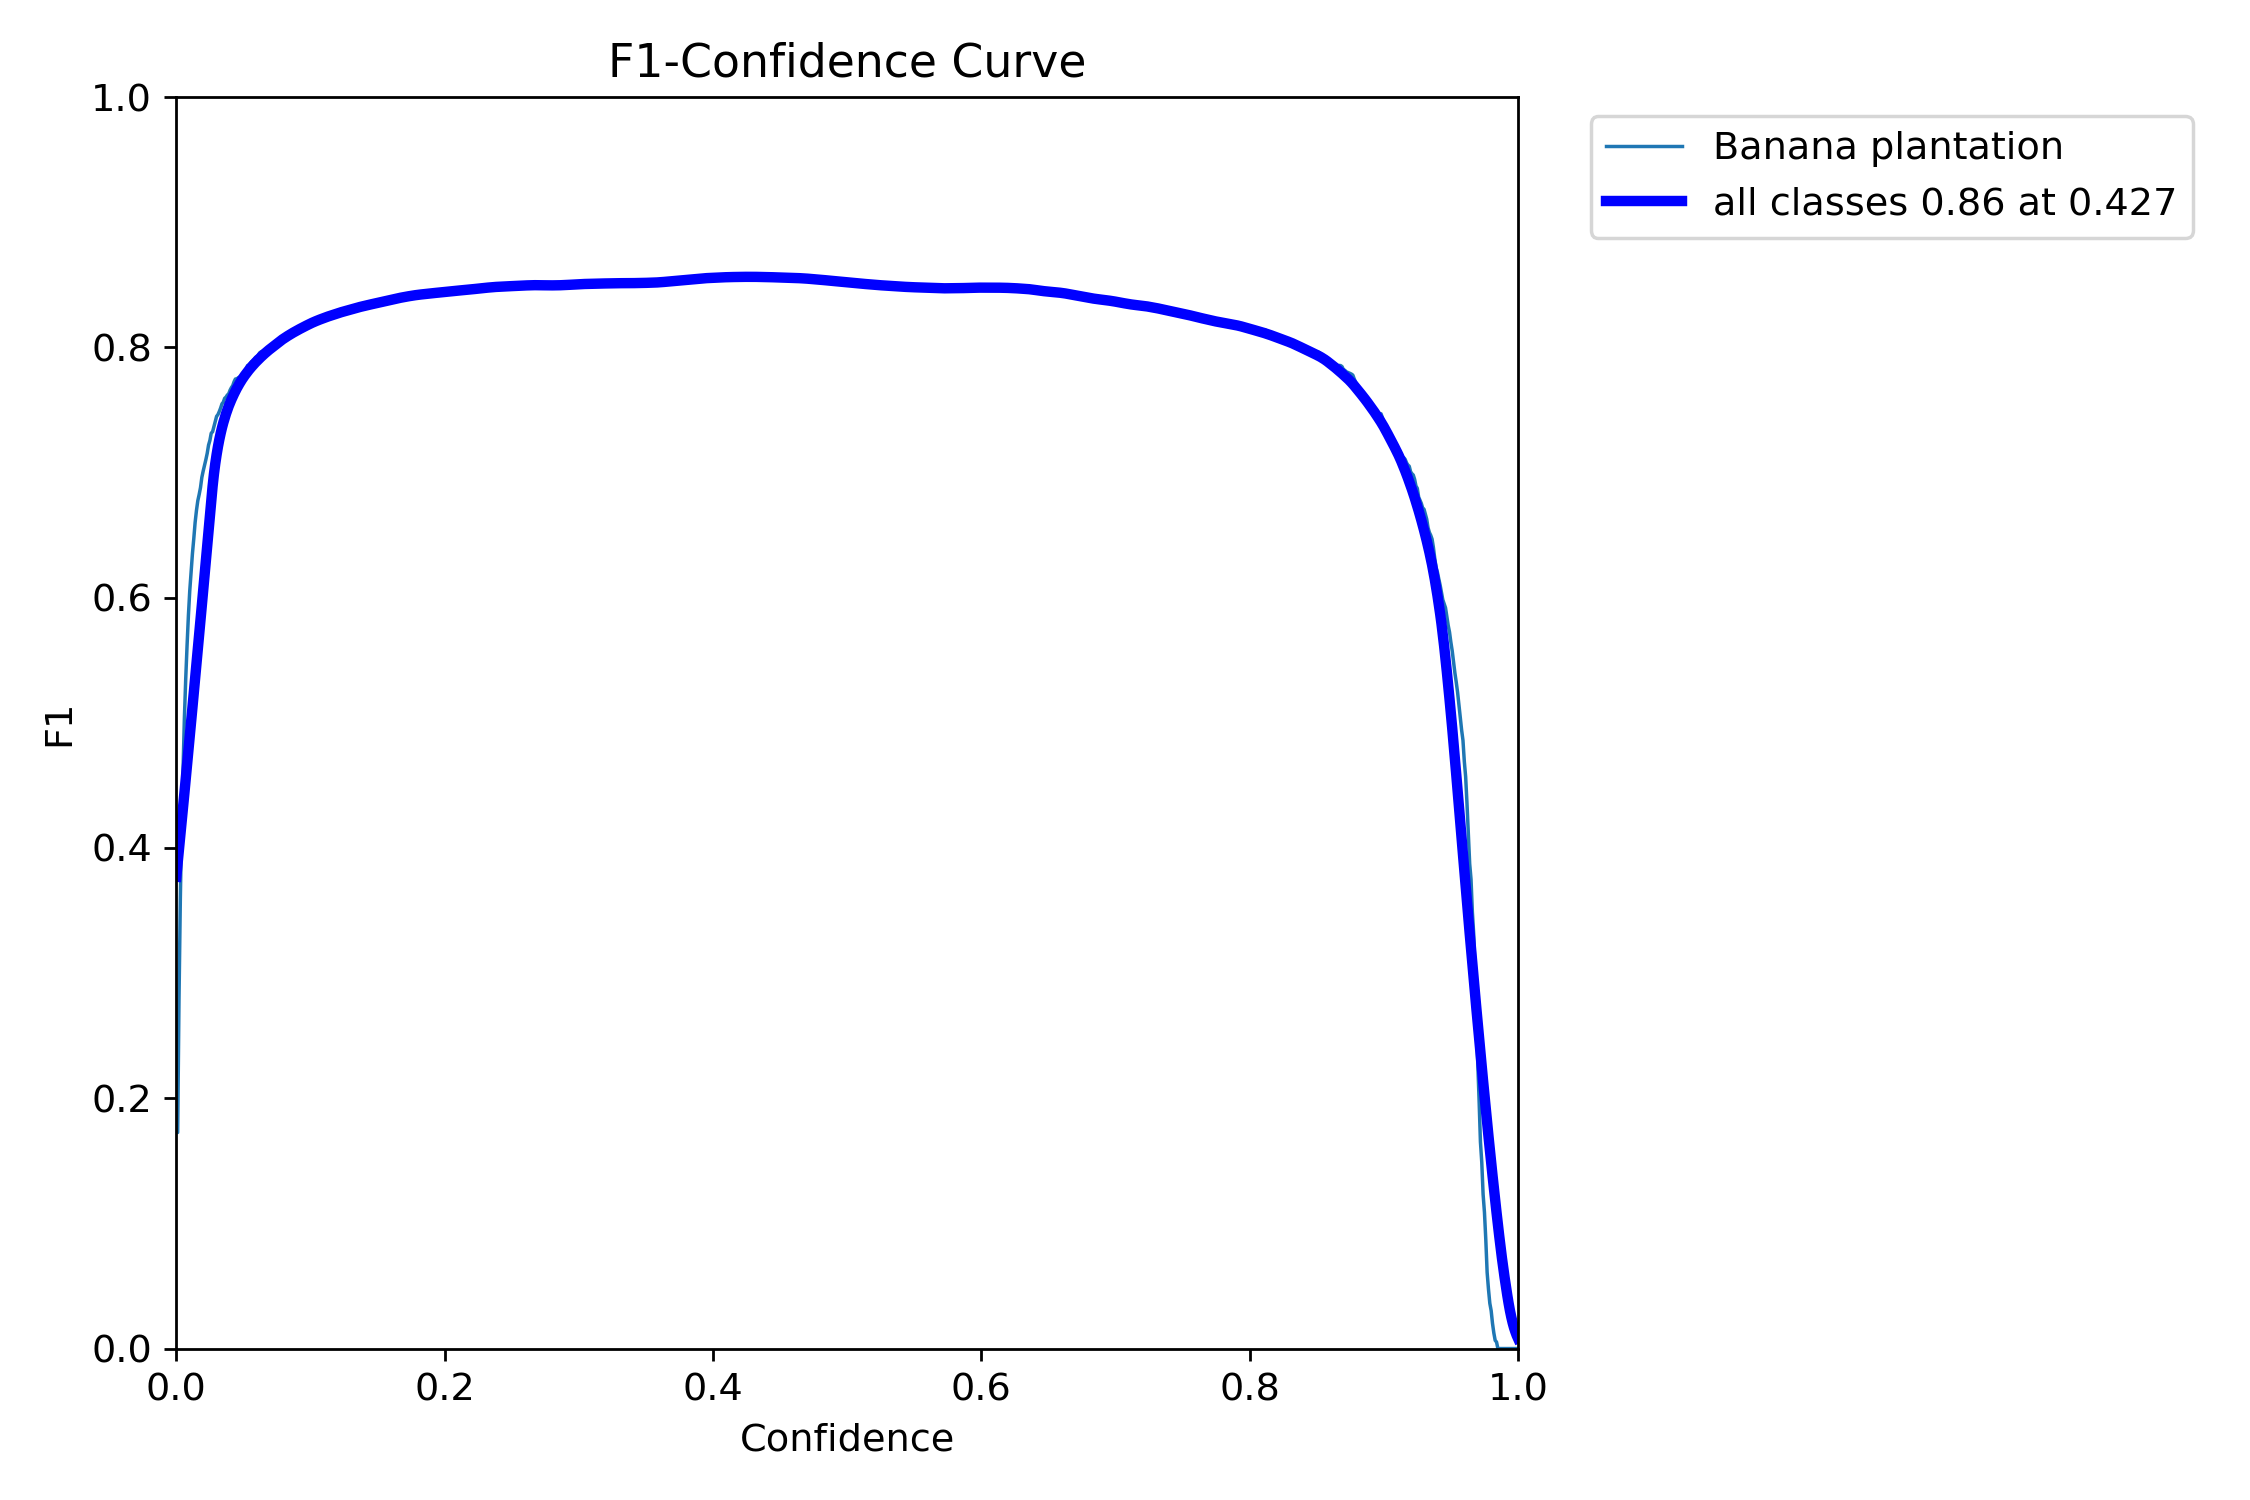 F1-Confidence Curve
Banana plantation
all classes 0.86 at 0.427
1.0
0.8
0.6
0.4
0.2
0.0
F1
0.0 0.2 0.4 0.6 0.8 1.0
Confidence